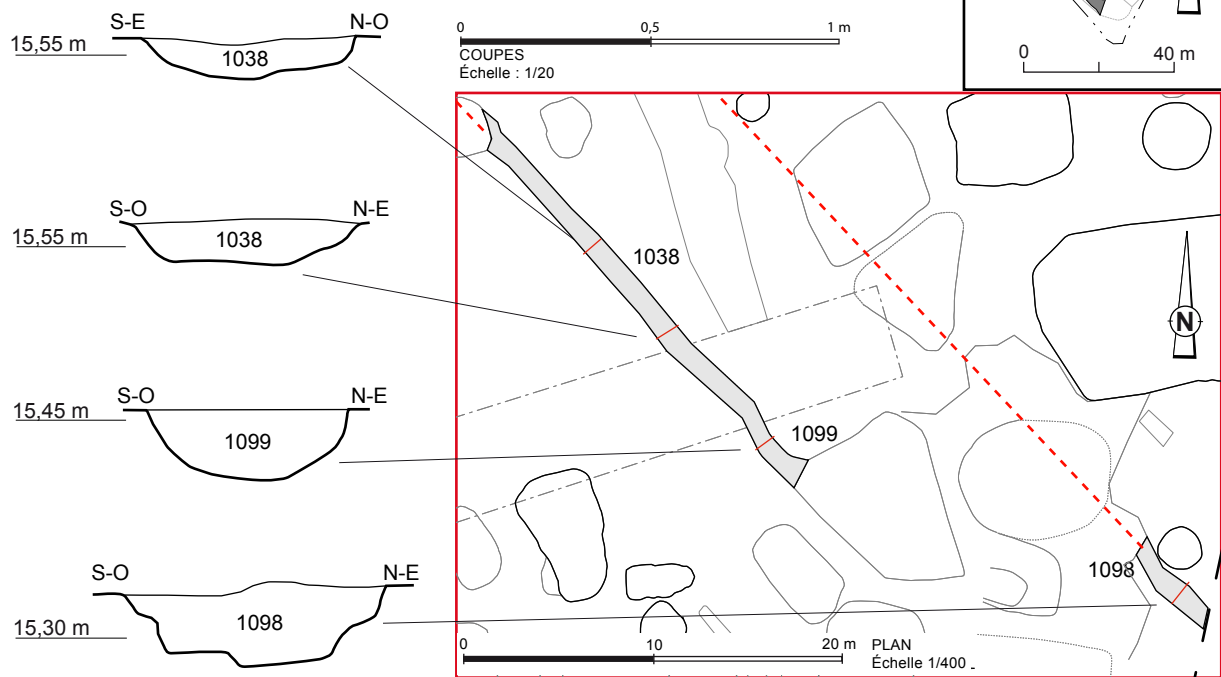 S-E N-O
15,55 m
1038
S-O N-E
15,55 m
1038
S-O N-E
15,45 m
1099
S-O N-E
15,30 m
1098
0 0,5 1 m
COUPES
Échelle : 1/20
0 40 m
1038
1099
1098
N
0 10 20 m
PLAN
Échelle 1/400